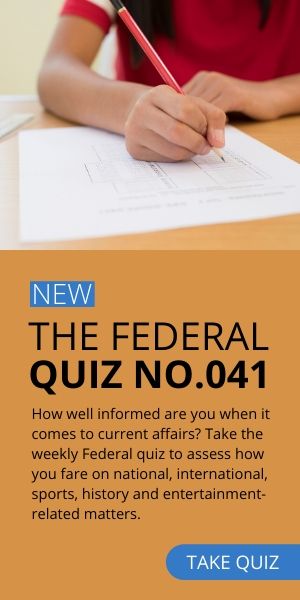 NEW
THE FEDERAL
QUIZ NO.041
How well informed are you when it
comes to current affairs? Take the
weekly Federal quiz to assess how
you fare on national, international,
sports, history and entertainment-
related matters.
TAKE QUIZ